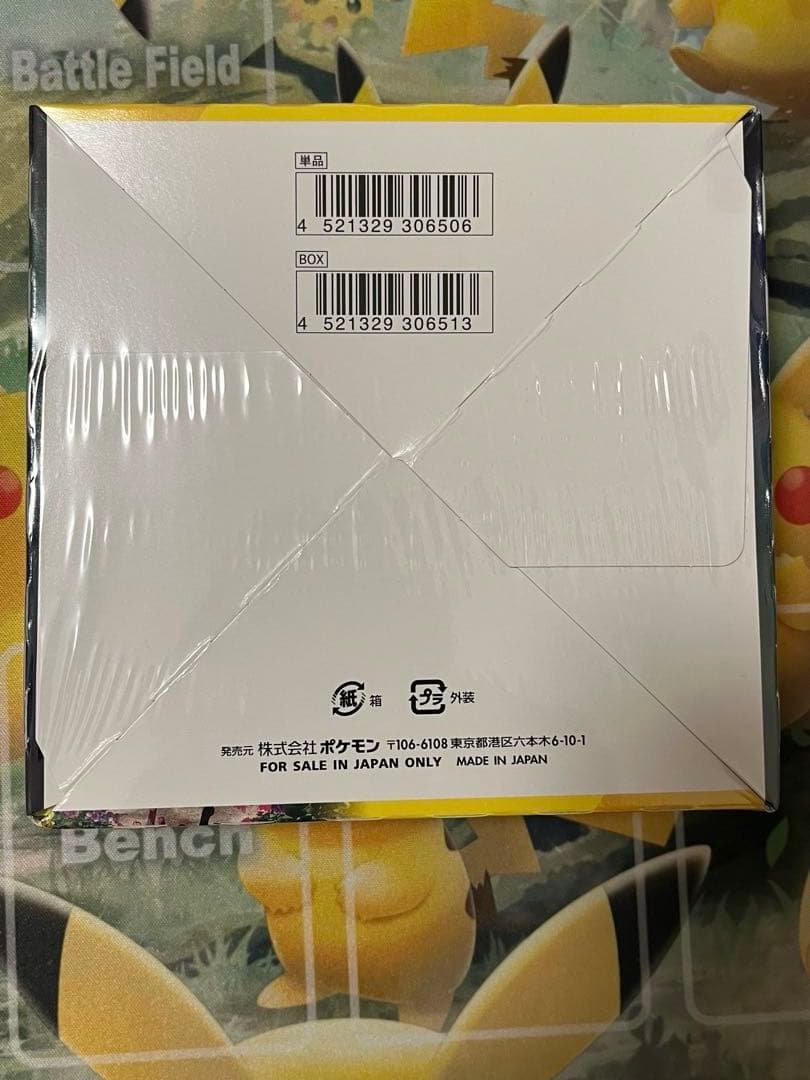 Battle Field
単品
4 521329 306506
BOX
4 521329 306513
紙 箱 プラ 外装
発売元 株式会社 ポケモン 〒106-6108 東京都港区六本木6-10-1
FOR SALE IN JAPAN ONLY MADE IN JAPAN
Bench